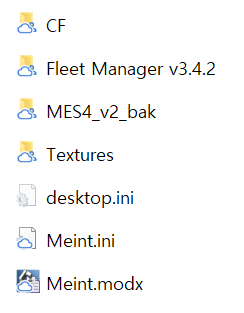 CF
Fleet Manager v3.4.2
MES4_v2_bak
Textures
desktop.ini
Meint.ini
Meint.modx